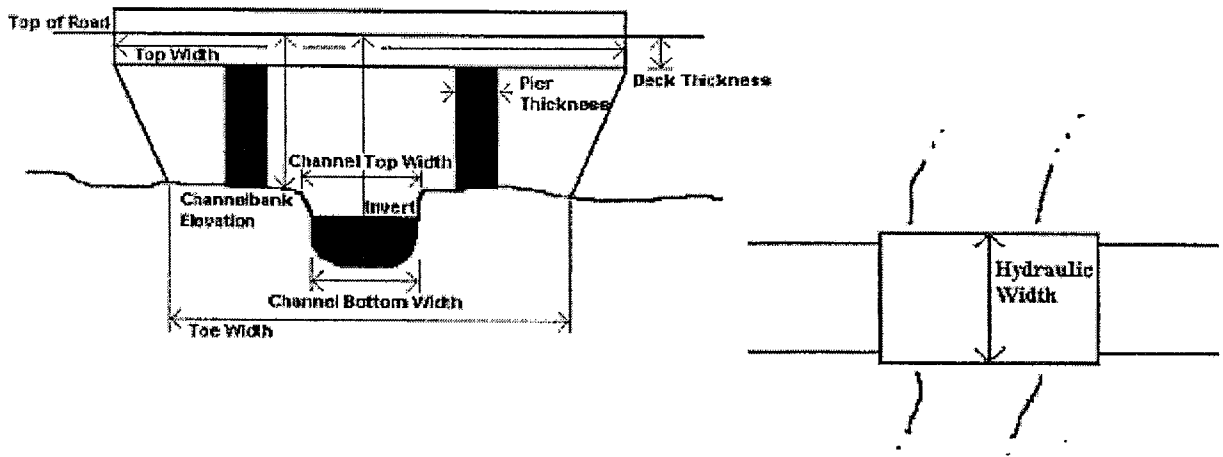 Top of Road
Top Width
Pier
Thickness
Deck Thickness
Channel Top Width
Channelbank
Elevation
Invert
Channel Bottom Width
Toe Width
Hydraulic
Width